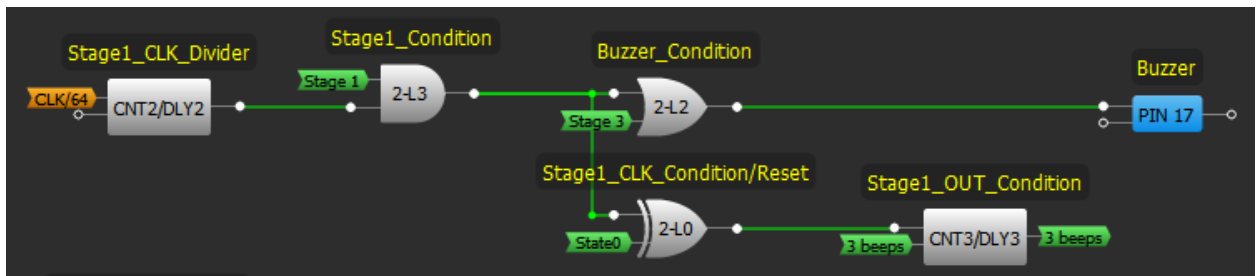 Stage1_CLK_Divider
Stage1_Condition
Buzzer_Condition
Buzzer
CLK/64
CNT2/DLY2
Stage 1
2-L3
Stage 3
2-L2
PIN 17
Stage1_CLK_Condition/Reset
Stage1_OUT_Condition
State0
2-L0
3 beeps
CNT3/DLY3
3 beeps